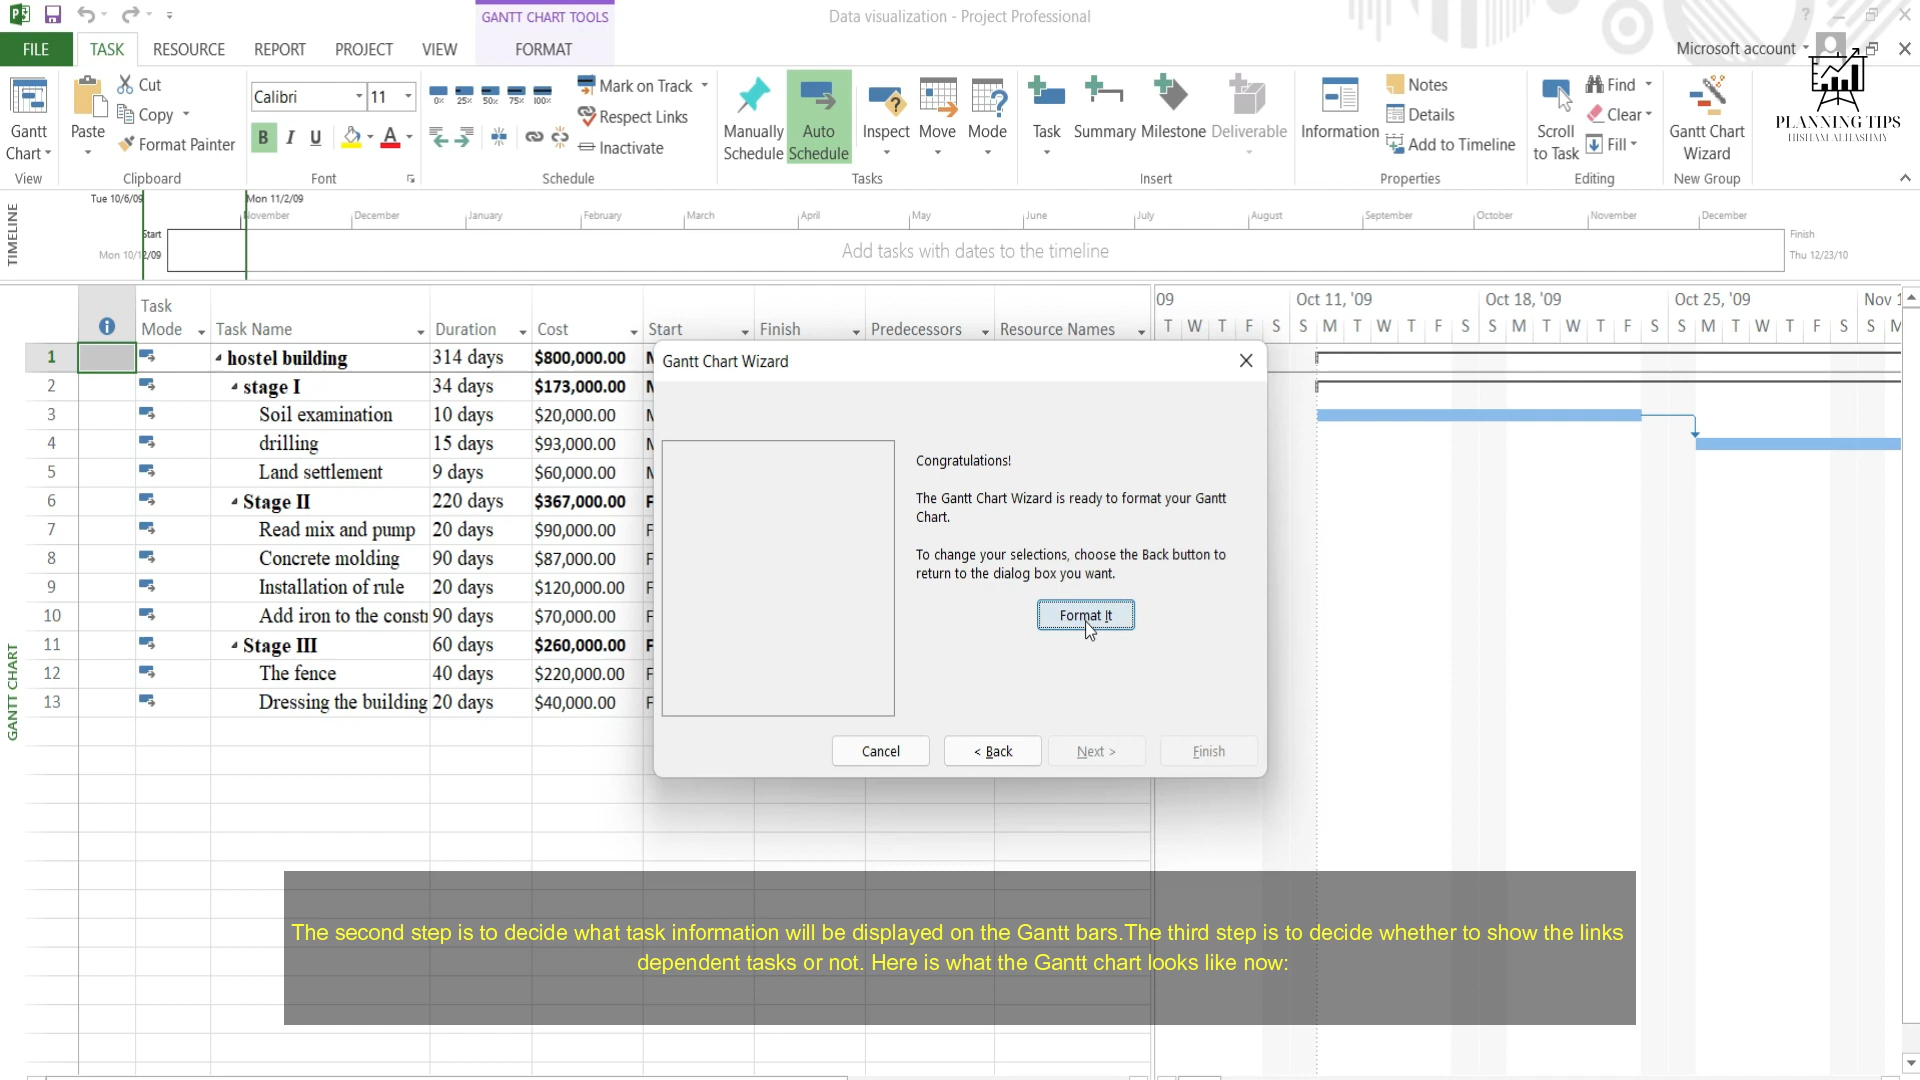 GANTT CHART TOOLS
Data visualization - Project Professional
FILE TASK RESOURCE REPORT PROJECT VIEW FORMAT
Microsoft account
Gantt Chart
View
Paste
Cut
Copy
Format Painter
Clipboard
Calibri 11
B I U A
Font
0% 25% 50% 75% 100%
Mark on Track
Respect Links
Inactivate
Schedule
Manually Schedule
Auto Schedule
Inspect
Move
Mode
Tasks
Task
Summary
Milestone
Deliverable
Insert
Information
Notes
Details
Add to Timeline
Properties
Scroll to Task
Find
Clear
Fill
Editing
Gantt Chart Wizard
New Group
PLANNING TIPS
HISHAM ALHASHMY
TIMELINE
Tue 10/6/09
Mon 11/2/09
November December January February March April May June July August September October November December
Start
Mon 10/12/09
Add tasks with dates to the timeline
Finish
Thu 12/23/10
GANTT CHART
Task Mode Task Name Duration Cost Start Finish Predecessors Resource Names
09 Oct 11, '09 Oct 18, '09 Oct 25, '09 Nov 1
T W T F S S M T W T F S S M T W T F S S M T W T F S S M
1 hostel building 314 days $800,000.00
2 stage I 34 days $173,000.00
3 Soil examination 10 days $20,000.00
4 drilling 15 days $93,000.00
5 Land settlement 9 days $60,000.00
6 Stage II 220 days $367,000.00 F
7 Read mix and pump 20 days $90,000.00 F
8 Concrete molding 90 days $87,000.00 F
9 Installation of rule 20 days $120,000.00 F
10 Add iron to the const 90 days $70,000.00 F
11 Stage III 60 days $260,000.00 F
12 The fence 40 days $220,000.00 F
13 Dressing the building 20 days $40,000.00 F
Gantt Chart Wizard
Congratulations!
The Gantt Chart Wizard is ready to format your Gantt
Chart.
To change your selections, choose the Back button to
return to the dialog box you want.
Format It
Cancel < Back Next > Finish
The second step is to decide what task information will be displayed on the Gantt bars.The third step is to decide whether to show the links
dependent tasks or not. Here is what the Gantt chart looks like now: